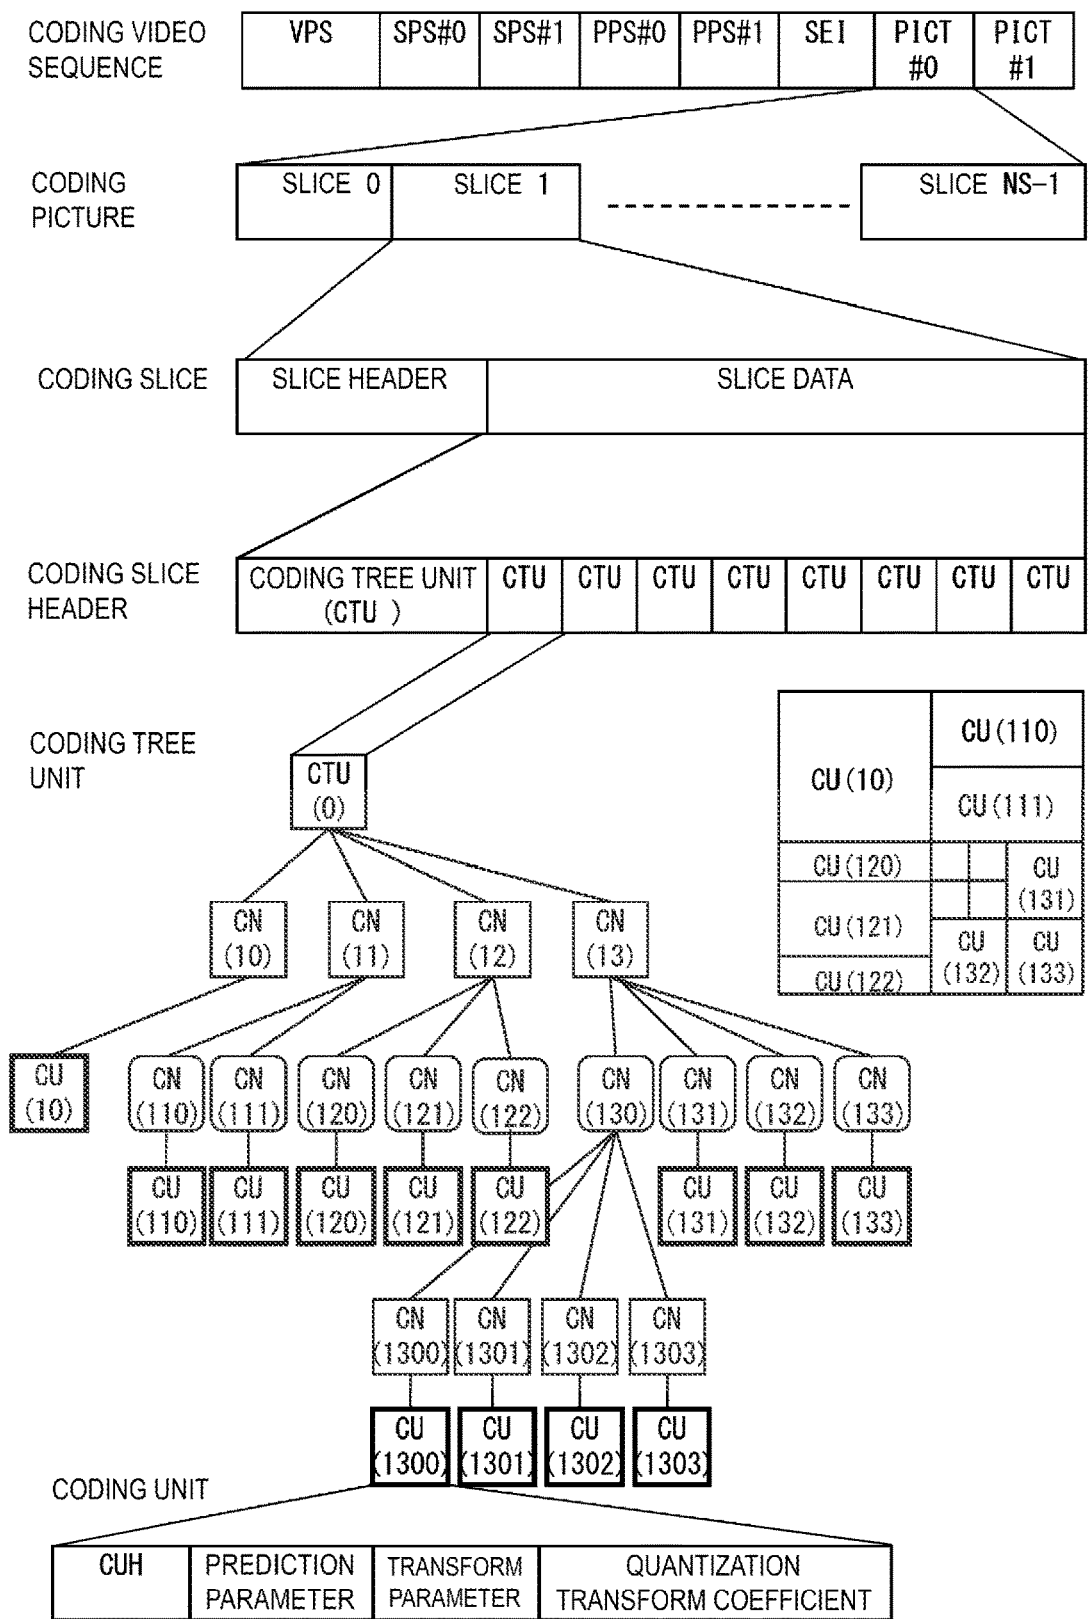 CODING VIDEO
SEQUENCE
VPS
SPS#0
SPS#1
PPS#0
PPS#1
SEI
PICT
#0
PICT
#1
CODING
PICTURE
SLICE 0
SLICE 1
SLICE NS-1
CODING SLICE
SLICE HEADER
SLICE DATA
CODING SLICE
HEADER
CODING TREE UNIT
(CTU )
CTU
CTU
CTU
CTU
CTU
CTU
CTU
CTU
CODING TREE
UNIT
CTU
(0)
CU(10)
CU(110)
CU(111)
CU(120)
CU(121)
CU(122)
CU
(131)
CU
(132)
CU
(133)
CN
(10)
CN
(11)
CN
(12)
CN
(13)
CU
(10)
CN
(110)
CN
(111)
CN
(120)
CN
(121)
CN
(122)
CN
(130)
CN
(131)
CN
(132)
CN
(133)
CU
(110)
CU
(111)
CU
(120)
CU
(121)
CU
(122)
CU
(131)
CU
(132)
CU
(133)
CN
(1300)
CN
(1301)
CN
(1302)
CN
(1303)
CU
(1300)
CU
(1301)
CU
(1302)
CU
(1303)
CODING UNIT
CUH
PREDICTION
PARAMETER
TRANSFORM
PARAMETER
QUANTIZATION
TRANSFORM COEFFICIENT